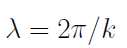 λ = 2π/k